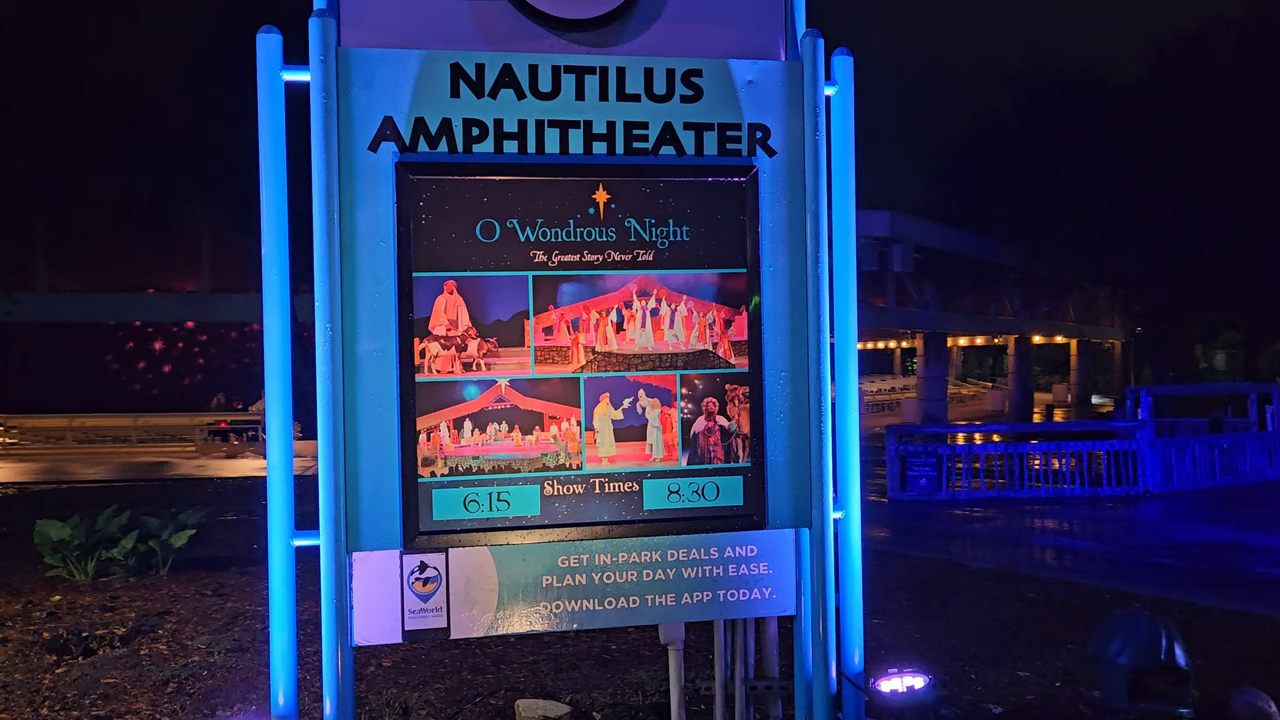 NAUTILUS
AMPHITHEATER
O Wondrous Night
The Greatest Story Never Told
Show Times
6:15
8:30
GET IN-PARK DEALS AND
PLAN YOUR DAY WITH EASE.
DOWNLOAD THE APP TODAY.
SeaWorld